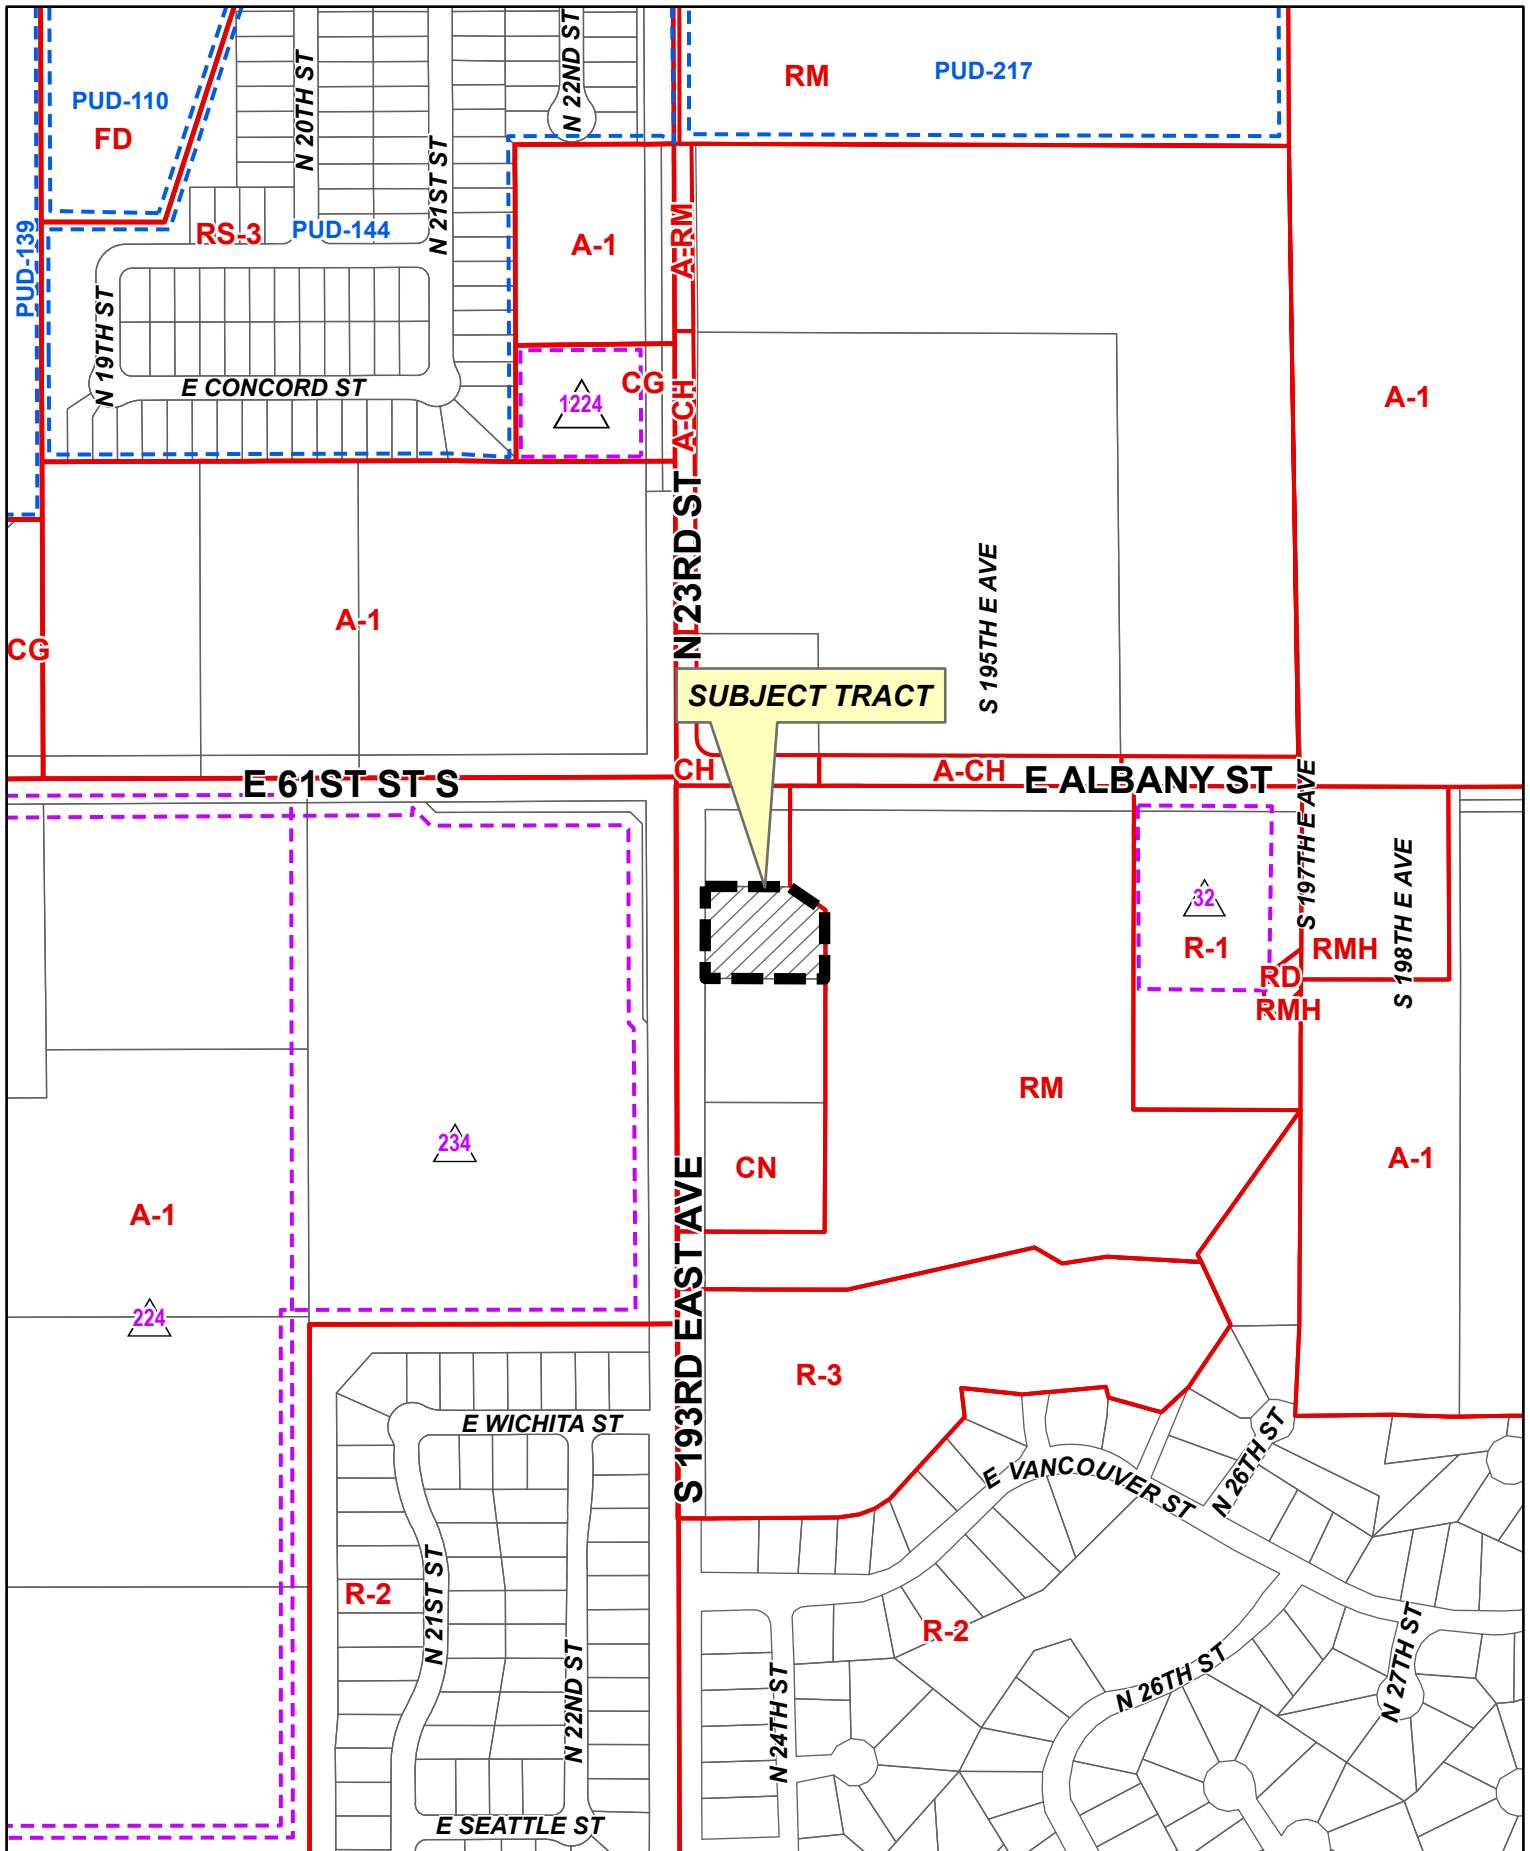 N 22ND ST
RM
PUD-217
PUD-110
FD
N 20TH ST
N 21ST ST
PUD-139
RS-3
PUD-144
A-1
A-RM
N 19TH ST
E CONCORD ST
1224
CG
A-CH
A-1
N 23RD ST
S 195TH E AVE
A-1
CG
SUBJECT TRACT
CH
A-CH
E 61ST ST S
E ALBANY ST
S 197TH E AVE
S 198TH E AVE
32
R-1
RMH
RD
RMH
RM
234
CN
A-1
A-1
S 193RD EAST AVE
224
R-3
E WICHITA ST
E VANCOUVER ST
N 26TH ST
R-2
N 21ST ST
R-2
N 22ND ST
N 24TH ST
N 26TH ST
N 27TH ST
E SEATTLE ST